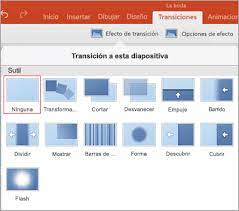 La boda
Inicio Insertar Dibujar Diseño Transiciones Animacion
Efecto de transición Opciones de efecto
Transición a esta diapositiva
Sutil
Ninguna Transforma... Cortar Desvanecer Empuje Barrido
Dividir Mostrar Barras de ... Forma Descubrir Cubrir
Flash